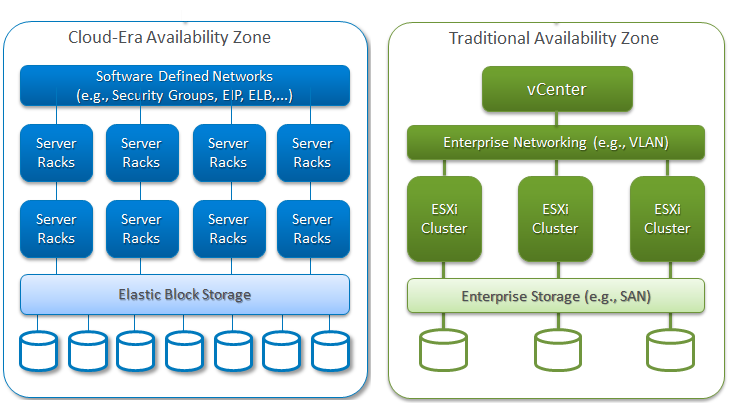 Cloud-Era Availability Zone
Software Defined Networks
(e.g., Security Groups, EIP, ELB,...)
Server
Racks
Server
Racks
Server
Racks
Server
Racks
Server
Racks
Server
Racks
Server
Racks
Server
Racks
Elastic Block Storage
Traditional Availability Zone
vCenter
Enterprise Networking (e.g., VLAN)
ESXi
Cluster
ESXi
Cluster
ESXi
Cluster
Enterprise Storage (e.g., SAN)